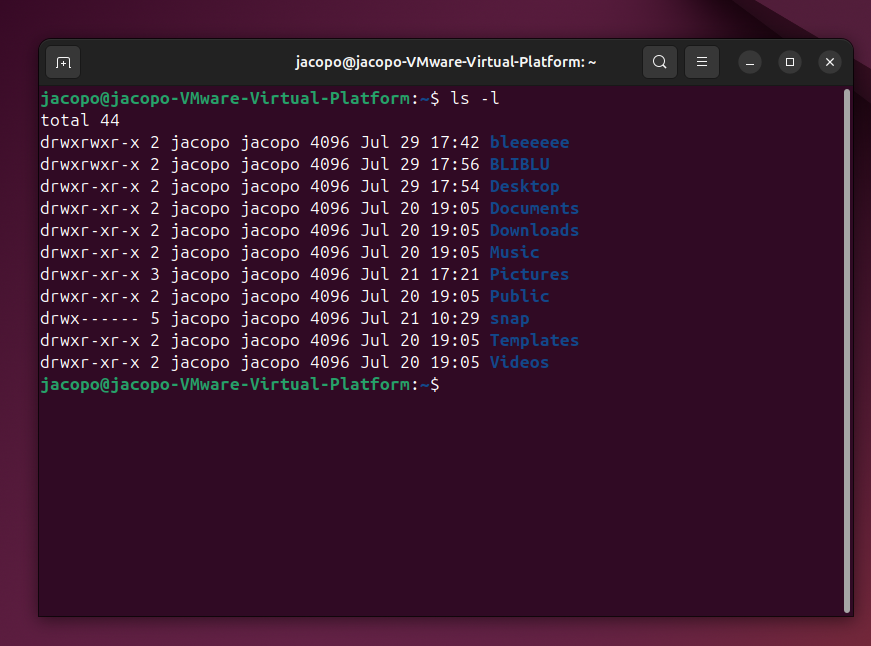 jacopo@jacopo-VMware-Virtual-Platform: ~
jacopo@jacopo-VMware-Virtual-Platform:~$ ls -l
total 44
drwxrwxr-x 2 jacopo jacopo 4096 Jul 29 17:42 bleeeeee
drwxrwxr-x 2 jacopo jacopo 4096 Jul 29 17:56 BLIBLU
drwxr-xr-x 2 jacopo jacopo 4096 Jul 29 17:54 Desktop
drwxr-xr-x 2 jacopo jacopo 4096 Jul 20 19:05 Documents
drwxr-xr-x 2 jacopo jacopo 4096 Jul 20 19:05 Downloads
drwxr-xr-x 2 jacopo jacopo 4096 Jul 20 19:05 Music
drwxr-xr-x 3 jacopo jacopo 4096 Jul 21 17:21 Pictures
drwxr-xr-x 2 jacopo jacopo 4096 Jul 20 19:05 Public
drwx------ 5 jacopo jacopo 4096 Jul 21 10:29 snap
drwxr-xr-x 2 jacopo jacopo 4096 Jul 20 19:05 Templates
drwxr-xr-x 2 jacopo jacopo 4096 Jul 20 19:05 Videos
jacopo@jacopo-VMware-Virtual-Platform:~$